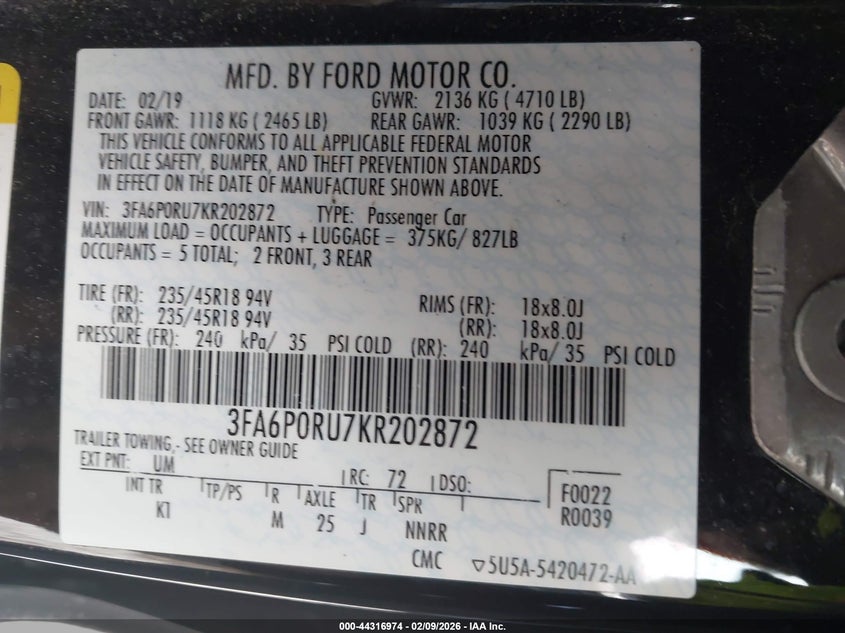 MFD. BY FORD MOTOR CO.
DATE: 02/19 GVWR: 2136 KG ( 4710 LB)
FRONT GAWR: 1118 KG ( 2465 LB) REAR GAWR: 1039 KG ( 2290 LB)
THIS VEHICLE CONFORMS TO ALL APPLICABLE FEDERAL MOTOR
VEHICLE SAFETY, BUMPER, AND THEFT PREVENTION STANDARDS
IN EFFECT ON THE DATE OF MANUFACTURE SHOWN ABOVE.
VIN: 3FA6P0RU7KR202872 TYPE: Passenger Car
MAXIMUM LOAD = OCCUPANTS + LUGGAGE = 375KG/ 827LB
OCCUPANTS = 5 TOTAL; 2 FRONT, 3 REAR
TIRE (FR): 235/45R18 94V RIMS (FR): 18x8.0J
(RR): 235/45R18 94V (RR): 18x8.0J
PRESSURE (FR): 240 kPa/ 35 PSI COLD (RR): 240 kPa/ 35 PSI COLD
3FA6P0RU7KR202872
TRAILER TOWING,- SEE OWNER GUIDE
EXT PNT: UM RC: 72 DSO:
INT TR TP/PS R AXLE TR SPR F0022
KT M 25 J NNRR R0039
CMC ▽5U5A-5420472-AA
000-44316974 | 02/09/2026 - IAA Inc.